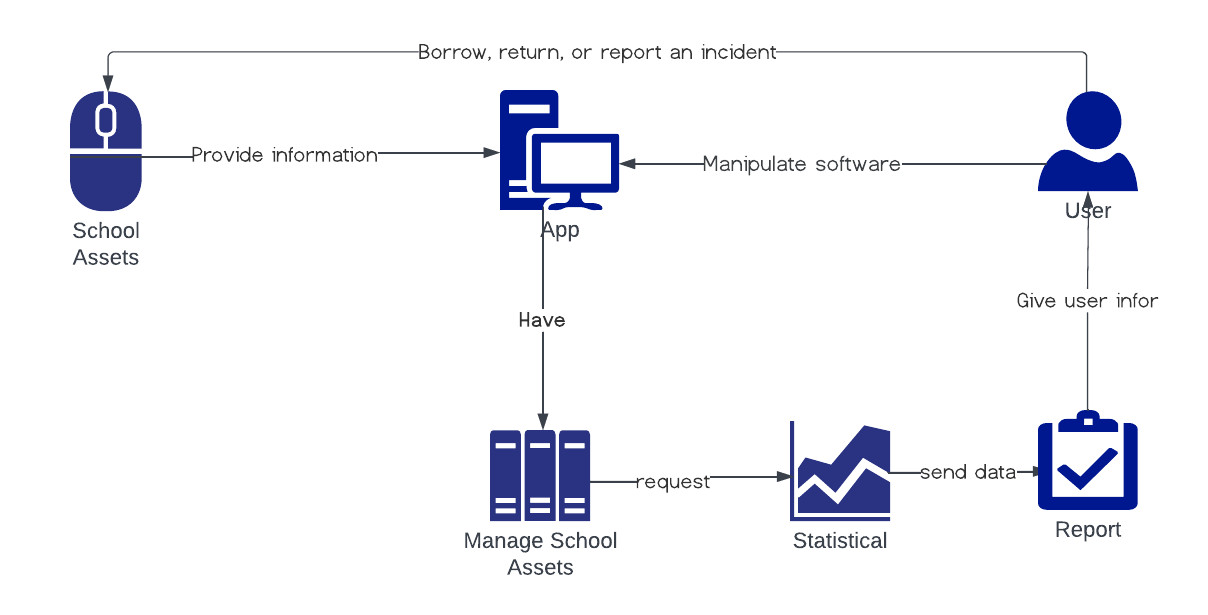 Borrow, return, or report an incident
Provide information
Manipulate software
School
Assets
App
User
Give user infor
Have
request
send data
Manage School
Assets
Statistical
Report